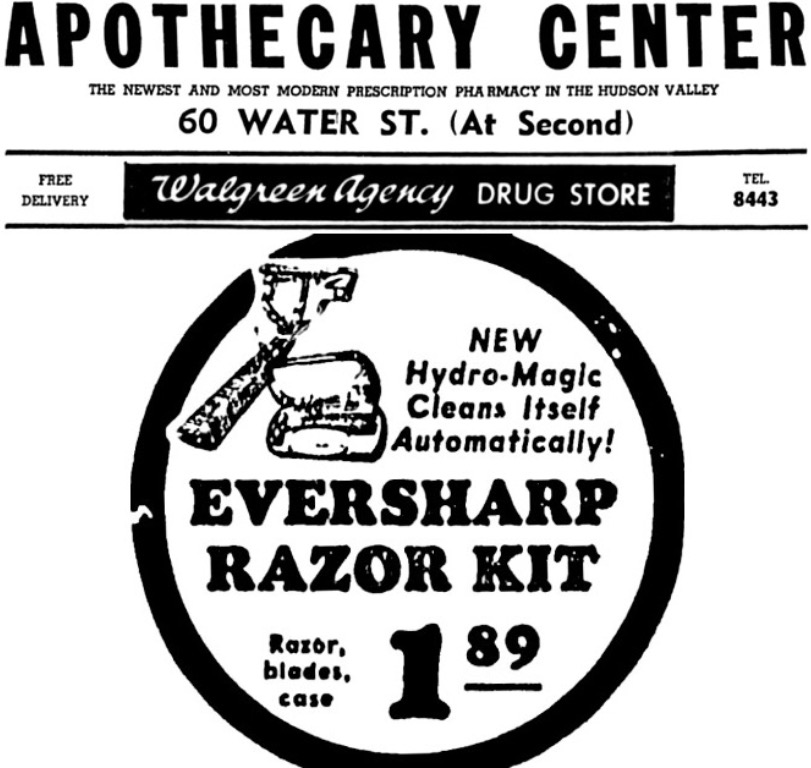 APOTHECARY CENTER
THE NEWEST AND MOST MODERN PRESCRIPTION PHARMACY IN THE HUDSON VALLEY
60 WATER ST. (At Second)
FREE
DELIVERY
Walgreen Agency DRUG STORE
TEL.
8443
NEW
Hydro-Magic
Cleans Itself
Automatically!
EVERSHARP
RAZOR KIT
Razor,
blades,
case
1 89